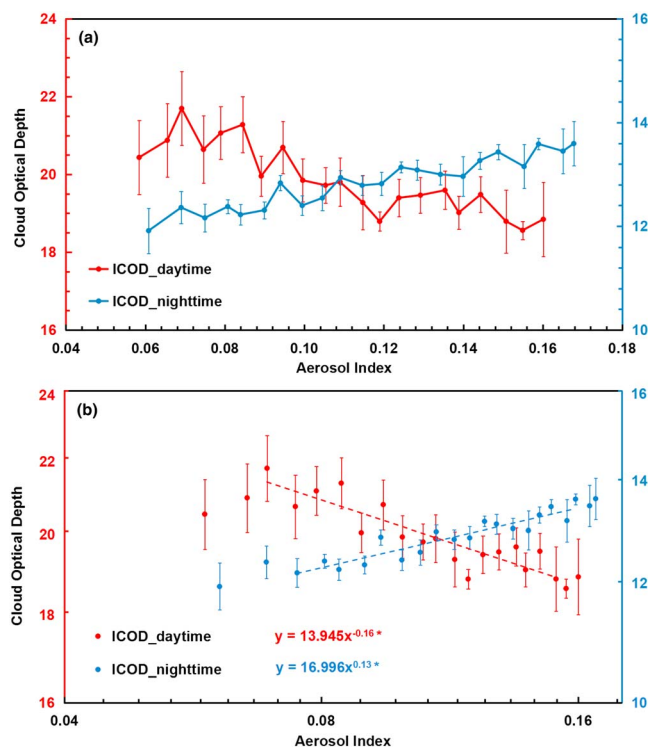 (a)
24
22
20
18
16
Cloud Optical Depth
16
14
12
10
ICOD_daytime
ICOD_nighttime
0.04
0.06
0.08
0.10
0.12
0.14
0.16
0.18
Aerosol Index
(b)
24
22
20
18
16
Cloud Optical Depth
16
14
12
10
ICOD_daytime
y = 13.945x^-0.16 *
ICOD_nighttime
y = 16.996x^0.13 *
0.04
0.08
0.16
Aerosol Index